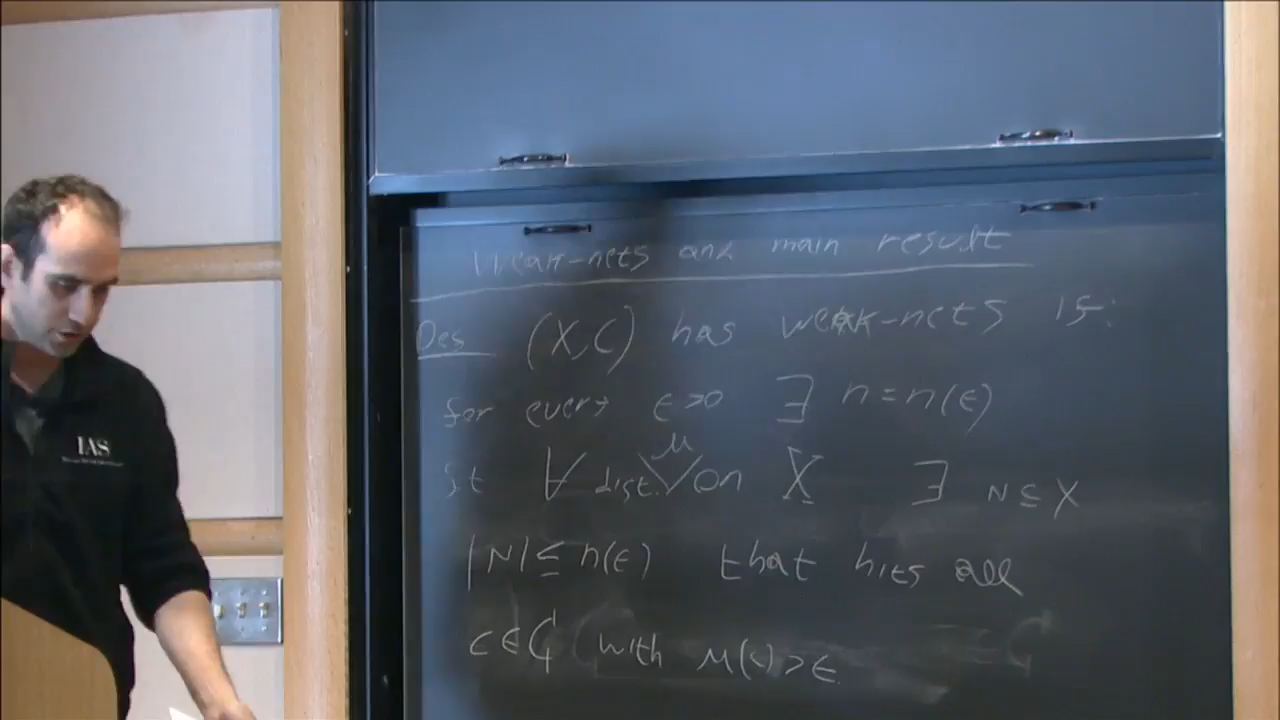 Weak-nets and main result
Def (X, C) has weak-nets if:
for every ε>0 ∃ n=n(ε)
st ∀ dist. μ on X ∃ N⊆X
|N| ≤ n(ε) that hits all
c∈C with μ(c)>ε.
IAS